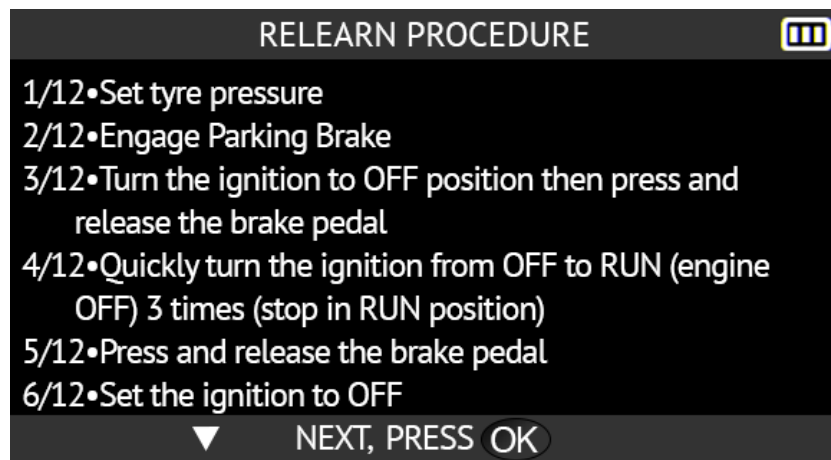 RELEARN PROCEDURE
1/12•Set tyre pressure
2/12•Engage Parking Brake
3/12•Turn the ignition to OFF position then press and
release the brake pedal
4/12•Quickly turn the ignition from OFF to RUN (engine
OFF) 3 times (stop in RUN position)
5/12•Press and release the brake pedal
6/12•Set the ignition to OFF
▼ NEXT, PRESS OK